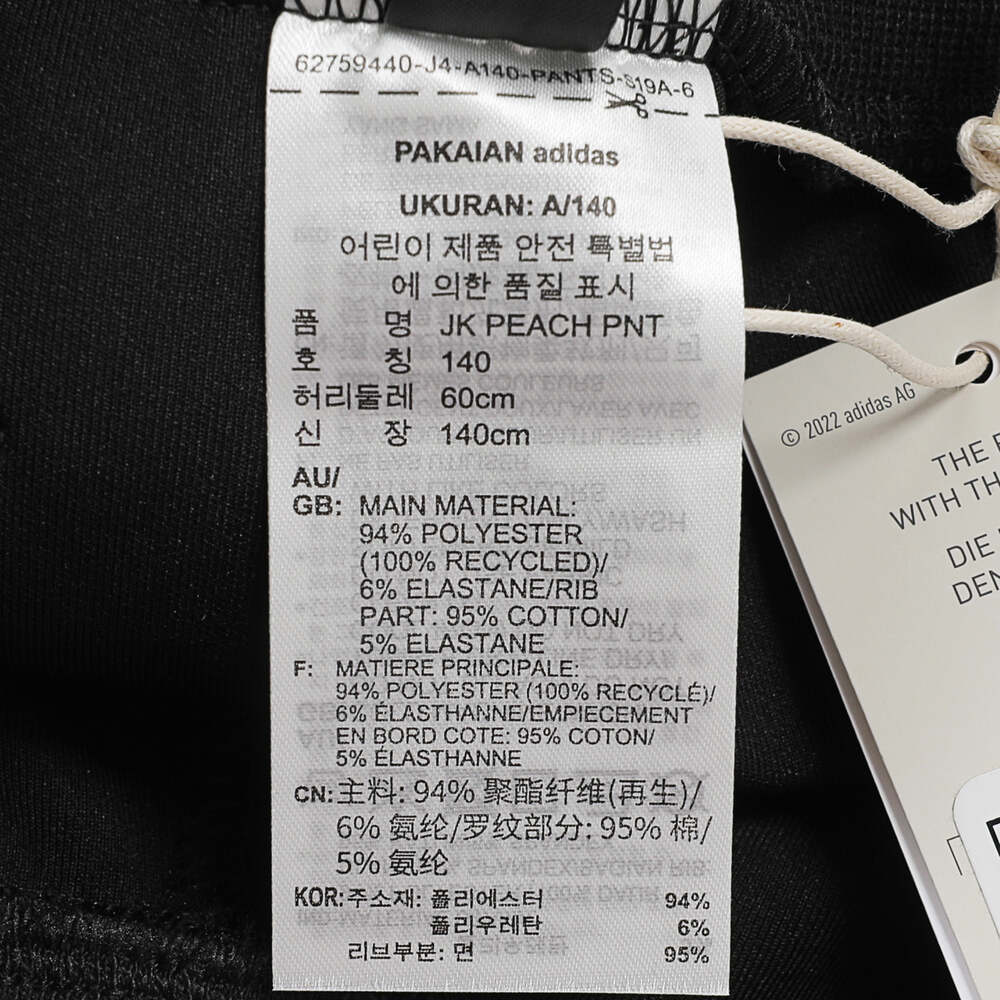 62759440-J4-A140-PANTS-S19A-6
PAKAIAN adidas
UKURAN: A/140
어린이 제품 안전 특별법
에 의한 품질 표시
품 명 JK PEACH PNT
호 칭 140
허리둘레 60cm
신 장 140cm
AU/
GB: MAIN MATERIAL:
94% POLYESTER
(100% RECYCLED)/
6% ELASTANE/RIB
PART: 95% COTTON/
5% ELASTANE
F: MATIERE PRINCIPALE:
94% POLYESTER (100% RECYCLÉ)/
6% ÉLASTHANNE/EMPIECEMENT
EN BORD COTE: 95% COTON/
5% ÉLASTHANNE
CN: 主料: 94% 聚酯纤维(再生)/
6% 氨纶/罗纹部分: 95% 棉/
5% 氨纶
KOR: 주소재: 폴리에스터 94%
폴리우레탄 6%
리브부분: 면 95%
© 2022 adidas AG
THE
WITH
DIE